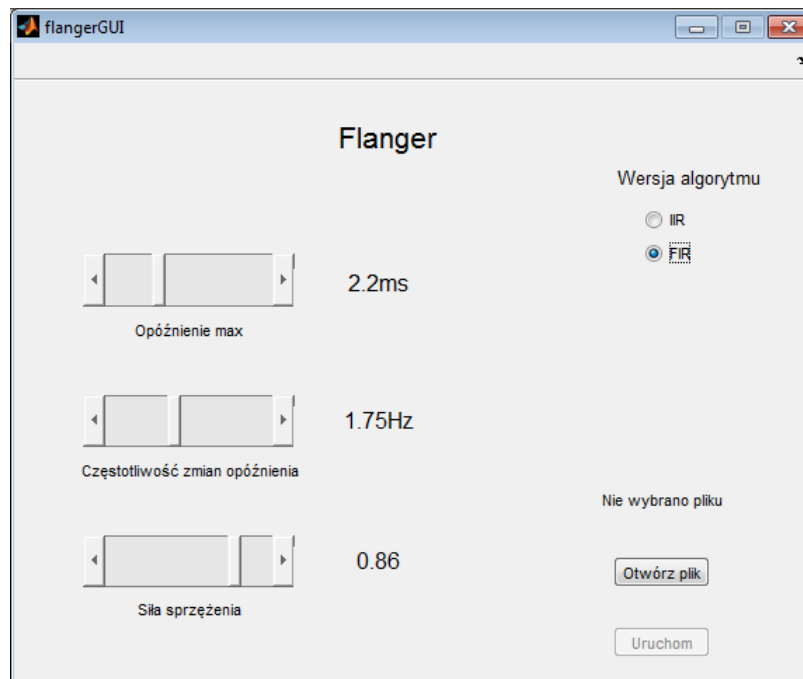 flangerGUI
Flanger
Wersja algorytmu
IIR
FIR
2.2ms
Opóźnienie max
1.75Hz
Częstotliwość zmian opóźnienia
Nie wybrano pliku
0.86
Otwórz plik
Siła sprzężenia
Uruchom